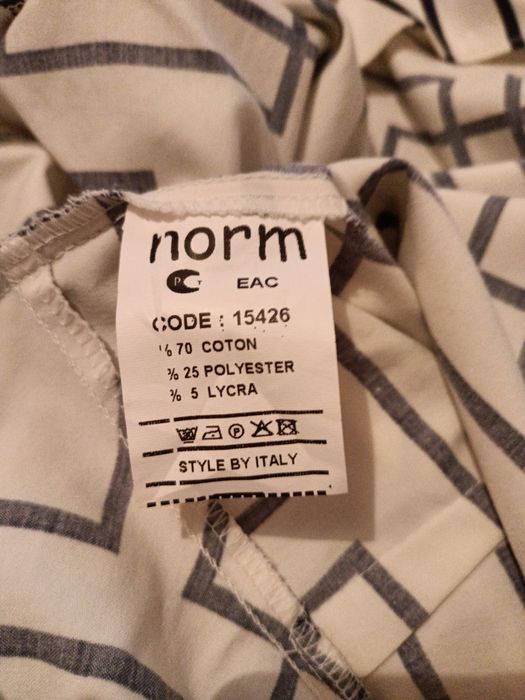 norm
EAC
CODE : 15426
% 70 COTON
% 25 POLYESTER
% 5 LYCRA
STYLE BY ITALY